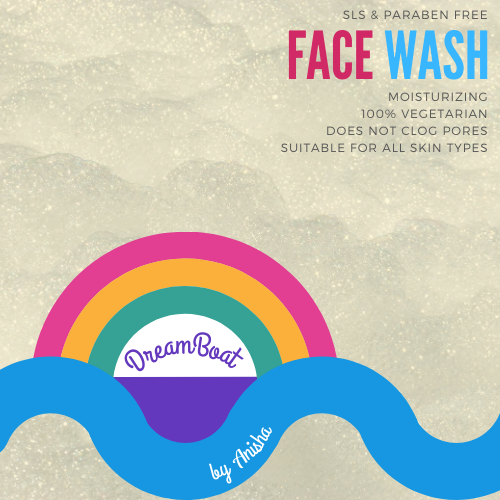 SLS & PARABEN FREE
FACE WASH
MOISTURIZING
100% VEGETARIAN
DOES NOT CLOG PORES
SUITABLE FOR ALL SKIN TYPES
DreamBoat
by Anisha